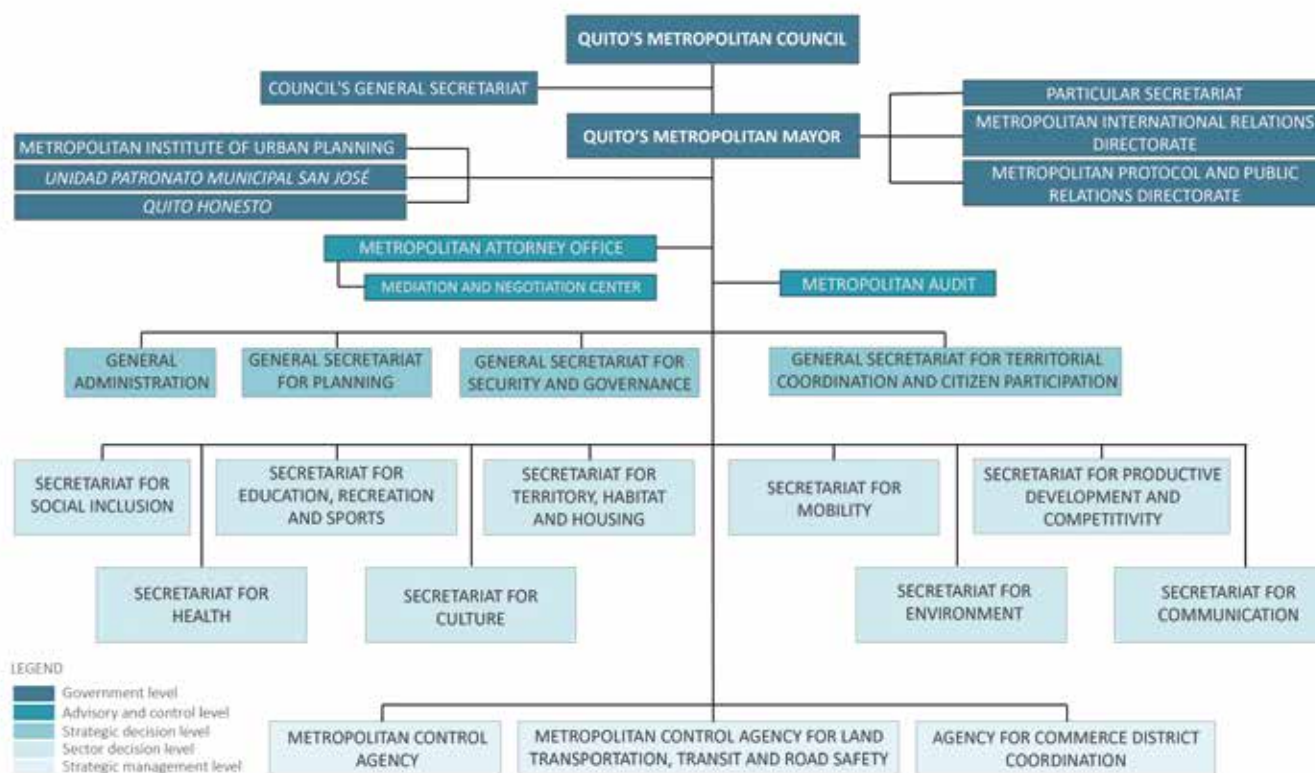 QUITO'S METROPOLITAN COUNCIL
COUNCIL'S GENERAL SECRETARIAT
PARTICULAR SECRETARIAT
QUITO'S METROPOLITAN MAYOR
METROPOLITAN INTERNATIONAL RELATIONS
DIRECTORATE
METROPOLITAN PROTOCOL AND PUBLIC
RELATIONS DIRECTORATE
METROPOLITAN INSTITUTE OF URBAN PLANNING
UNIDAD PATRONATO MUNICIPAL SAN JOSÉ
QUITO HONESTO
METROPOLITAN ATTORNEY OFFICE
MEDIATION AND NEGOTIATION CENTER
METROPOLITAN AUDIT
GENERAL
ADMINISTRATION
GENERAL SECRETARIAT
FOR PLANNING
GENERAL SECRETARIAT FOR
SECURITY AND GOVERNANCE
GENERAL SECRETARIAT FOR TERRITORIAL
COORDINATION AND CITIZEN PARTICIPATION
SECRETARIAT FOR
SOCIAL INCLUSION
SECRETARIAT FOR
EDUCATION, RECREATION
AND SPORTS
SECRETARIAT FOR
TERRITORY, HABITAT
AND HOUSING
SECRETARIAT FOR
MOBILITY
SECRETARIAT FOR PRODUCTIVE
DEVELOPMENT AND
COMPETITIVITY
SECRETARIAT FOR
HEALTH
SECRETARIAT FOR
CULTURE
SECRETARIAT FOR
ENVIRONMENT
SECRETARIAT FOR
COMMUNICATION
LEGEND
Government level
Advisory and control level
Strategic decision level
Sector decision level
Strategic management level
METROPOLITAN CONTROL
AGENCY
METROPOLITAN CONTROL AGENCY FOR LAND
TRANSPORTATION, TRANSIT AND ROAD SAFETY
AGENCY FOR COMMERCE DISTRICT
COORDINATION